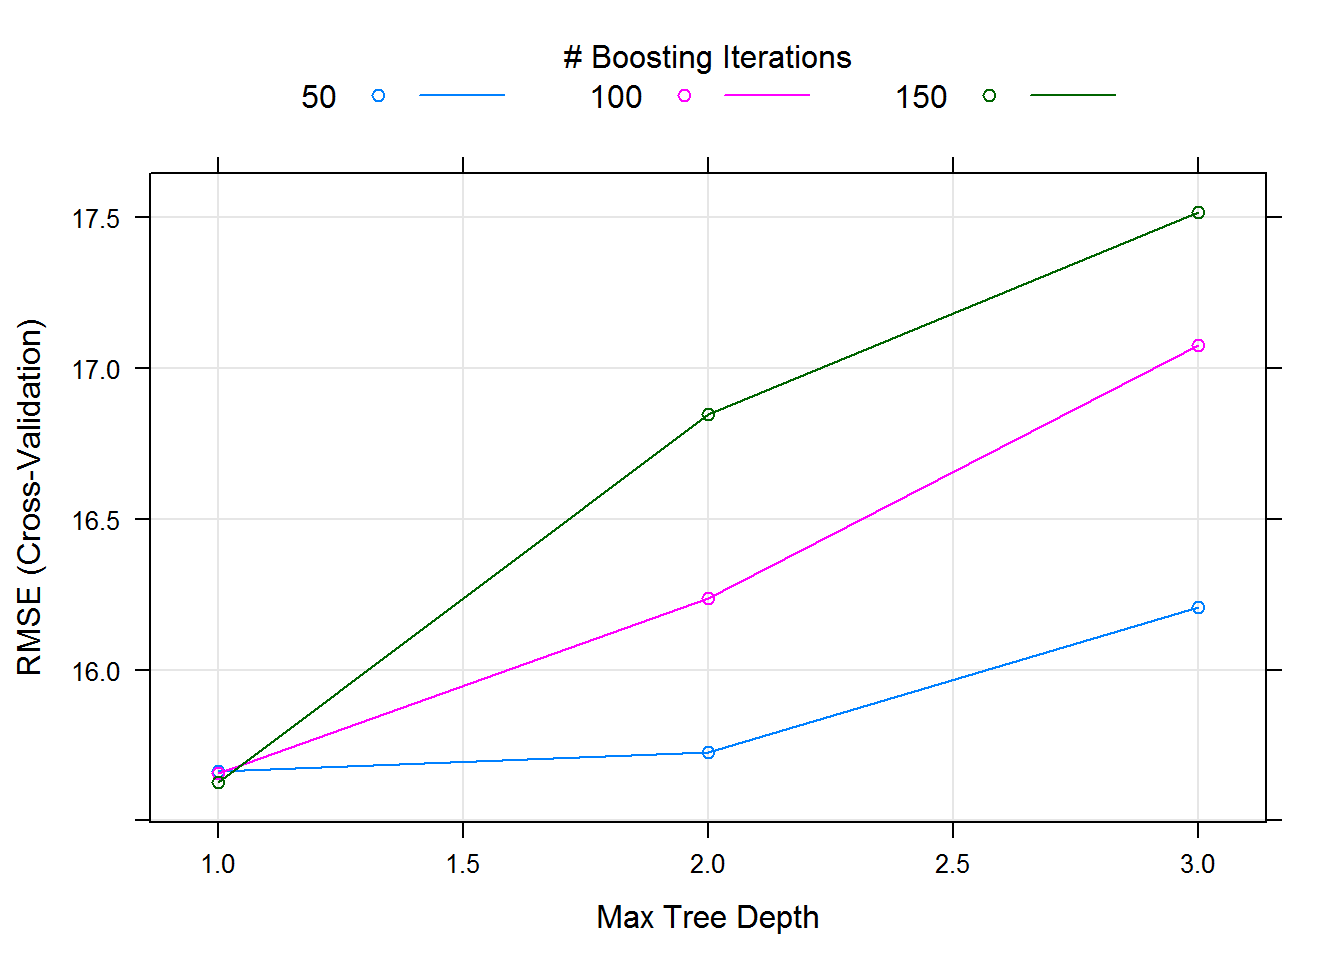 # Boosting Iterations
50 100 150
17.5
17.0
16.5
16.0
RMSE (Cross-Validation)
1.0 1.5 2.0 2.5 3.0
Max Tree Depth